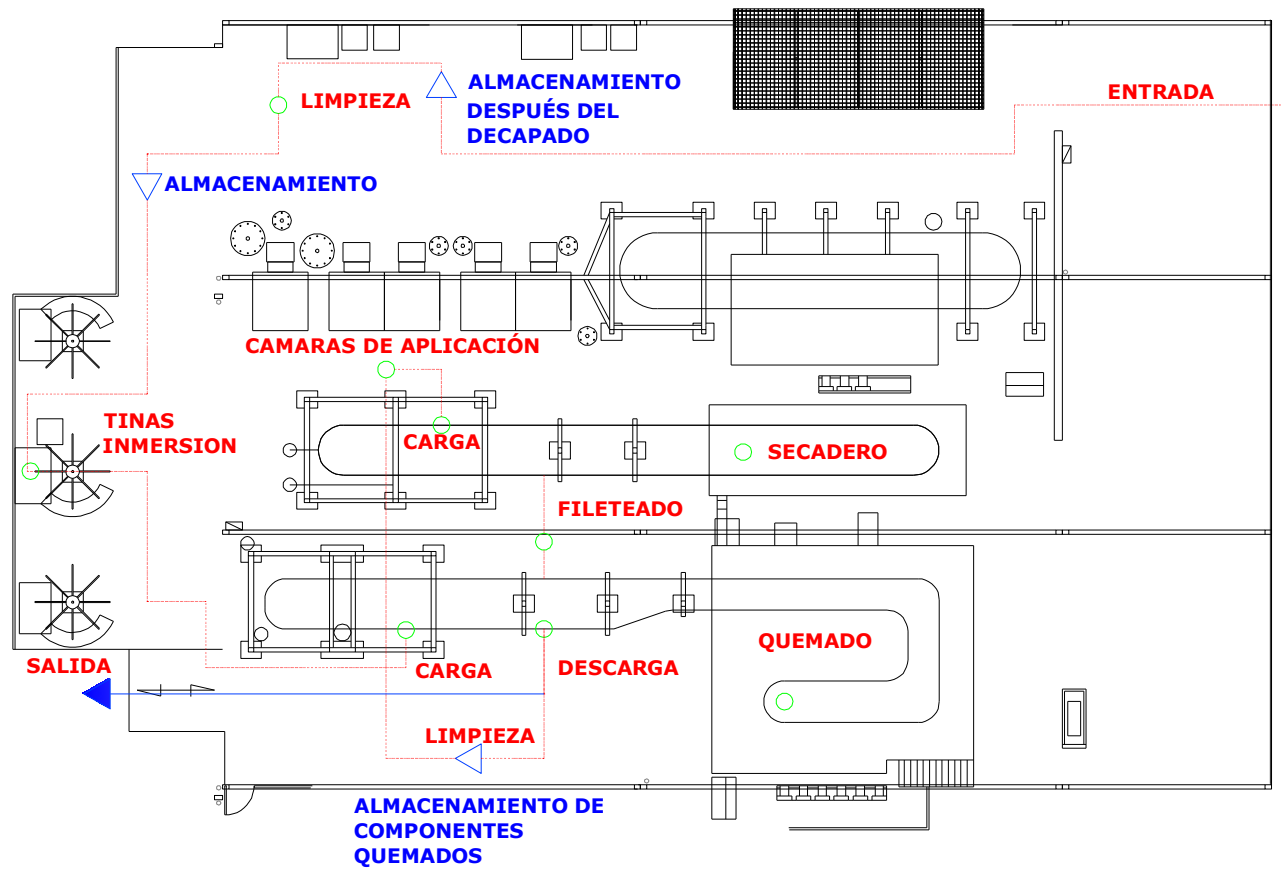 ALMACENAMIENTO
DESPUÉS DEL
DECAPADO
LIMPIEZA
ENTRADA
ALMACENAMIENTO
CAMARAS DE APLICACIÓN
TINAS
INMERSION
CARGA
SECADERO
FILETEADO
QUEMADO
SALIDA
CARGA
DESCARGA
LIMPIEZA
ALMACENAMIENTO DE
COMPONENTES
QUEMADOS